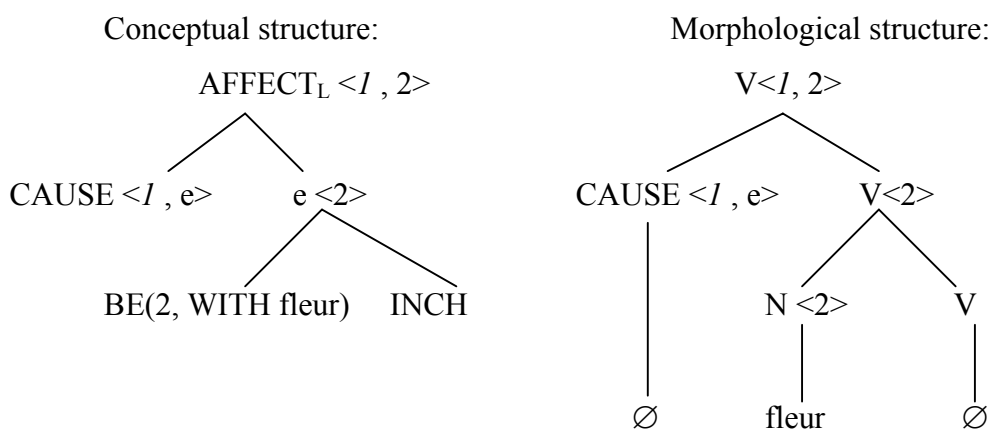 Conceptual structure: Morphological structure:
AFFECTL <1 , 2> V<1, 2>
CAUSE <1 , e> e <2> CAUSE <1 , e> V<2>
BE(2, WITH fleur) INCH N <2> V
∅ fleur ∅